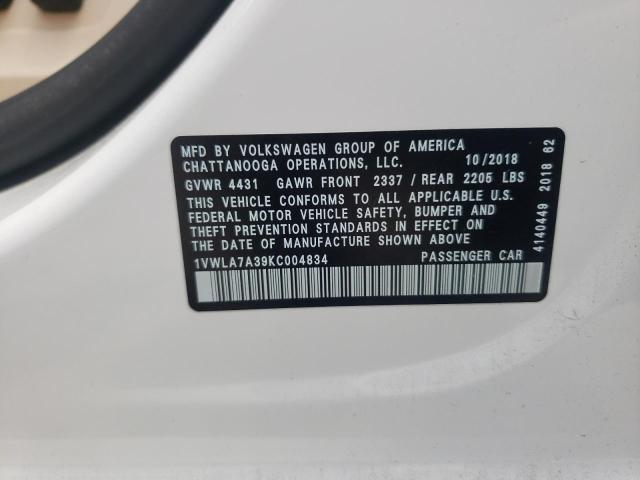 MFD BY VOLKSWAGEN GROUP OF AMERICA
CHATTANOOGA OPERATIONS, LLC. 10/2018
GVWR 4431 GAWR FRONT 2337 / REAR 2205 LBS
THIS VEHICLE CONFORMS TO ALL APPLICABLE U.S.
FEDERAL MOTOR VEHICLE SAFETY, BUMPER AND
THEFT PREVENTION STANDARDS IN EFFECT ON
THE DATE OF MANUFACTURE SHOWN ABOVE
1VWLA7A39KC004834 PASSENGER CAR
4140449 2018 62